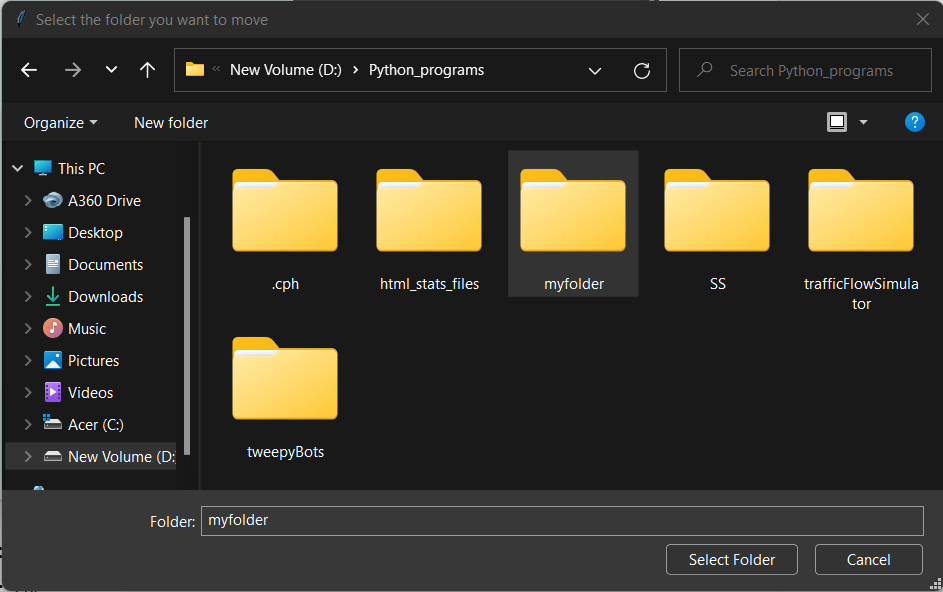 Select the folder you want to move
« New Volume (D:) › Python_programs
Search Python_programs
Organize
New folder
?
This PC
A360 Drive
Desktop
Documents
Downloads
Music
Pictures
Videos
Acer (C:)
New Volume (D:
.cph
html_stats_files
myfolder
SS
trafficFlowSimula
tor
tweepyBots
Folder: myfolder
Select Folder
Cancel